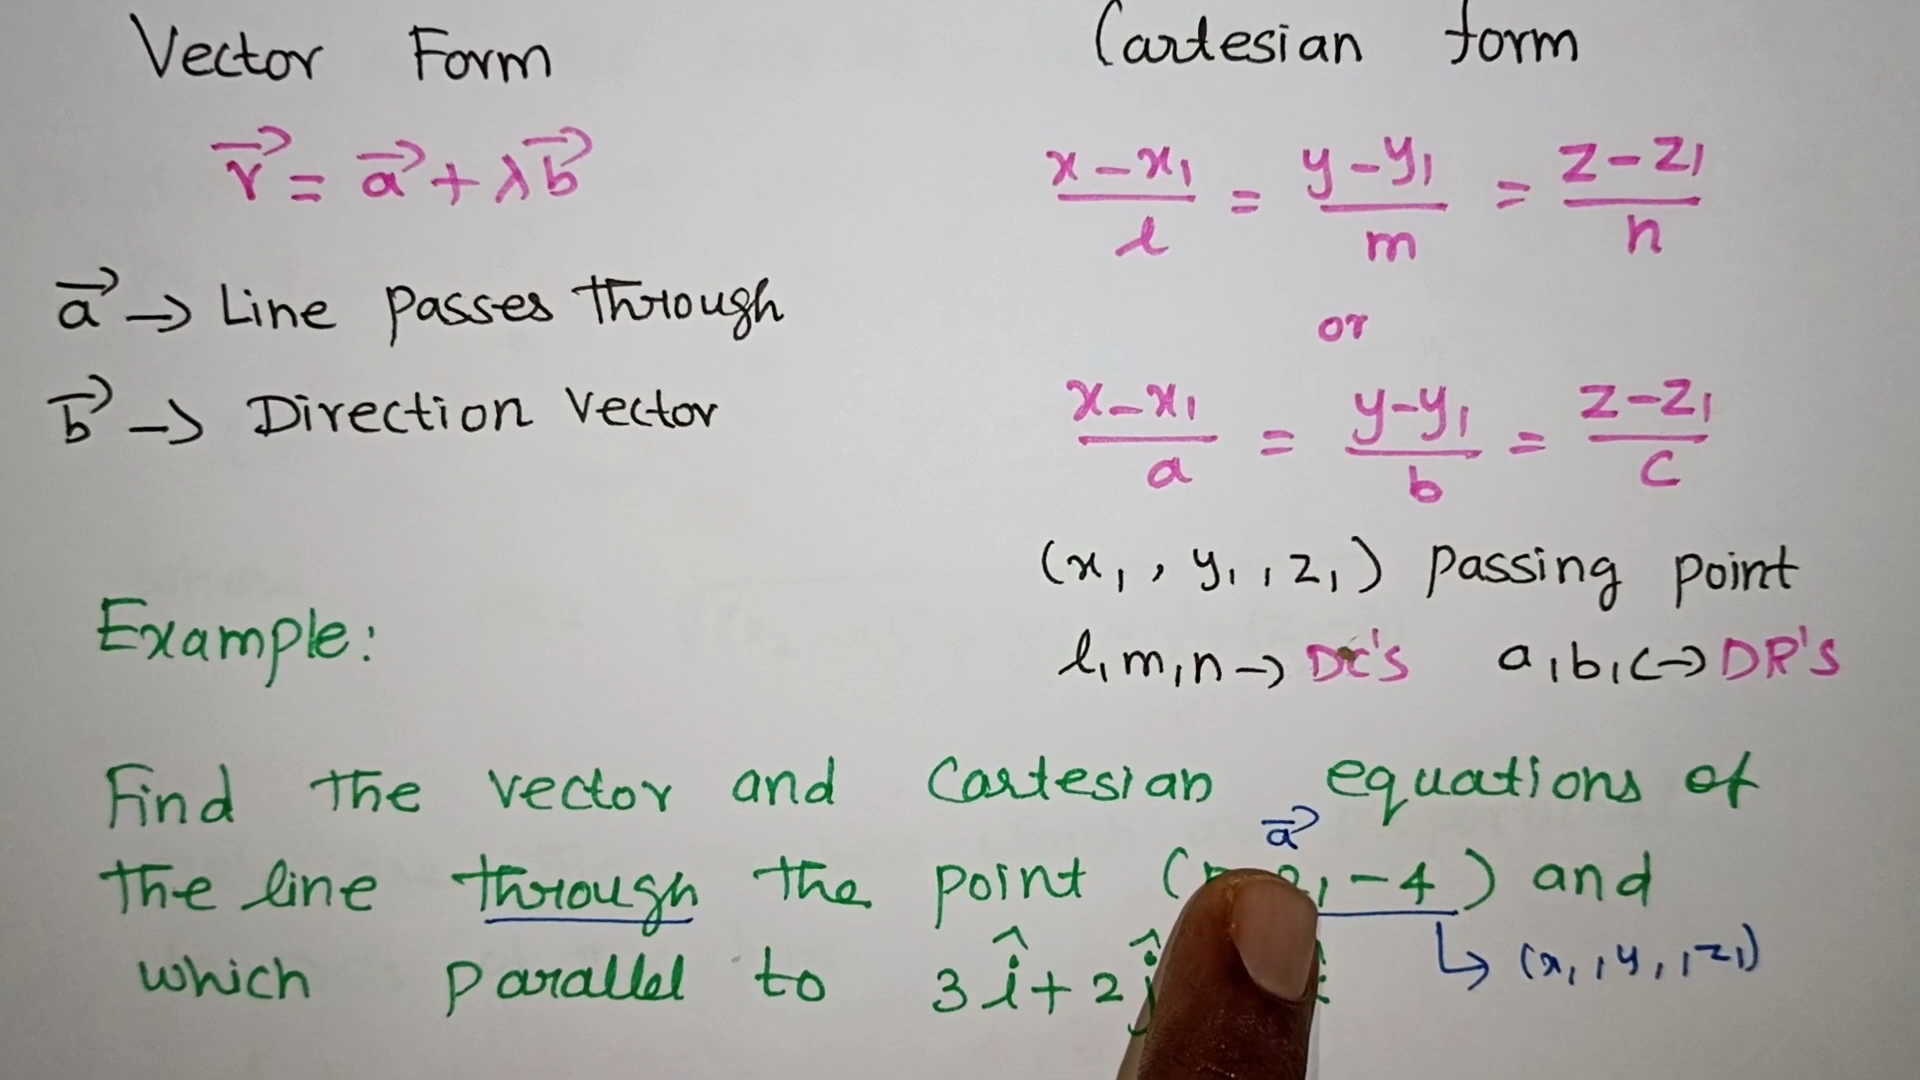 Vector Form
r⃗ = a⃗ + λb⃗
a⃗ → Line passes through
b⃗ → Direction vector
Cartesian form
(x - x₁)/l = (y - y₁)/m = (z - z₁)/n
or
(x - x₁)/a = (y - y₁)/b = (z - z₁)/c
(x₁, y₁, z₁) passing point
l, m, n → DC's a, b, c → DR's
Example:
Find the vector and Cartesian equations of
a⃗
the line through the point ( , -4) and
which parallel to 3î + 2ĵ
↳ (x₁, y₁, z₁)